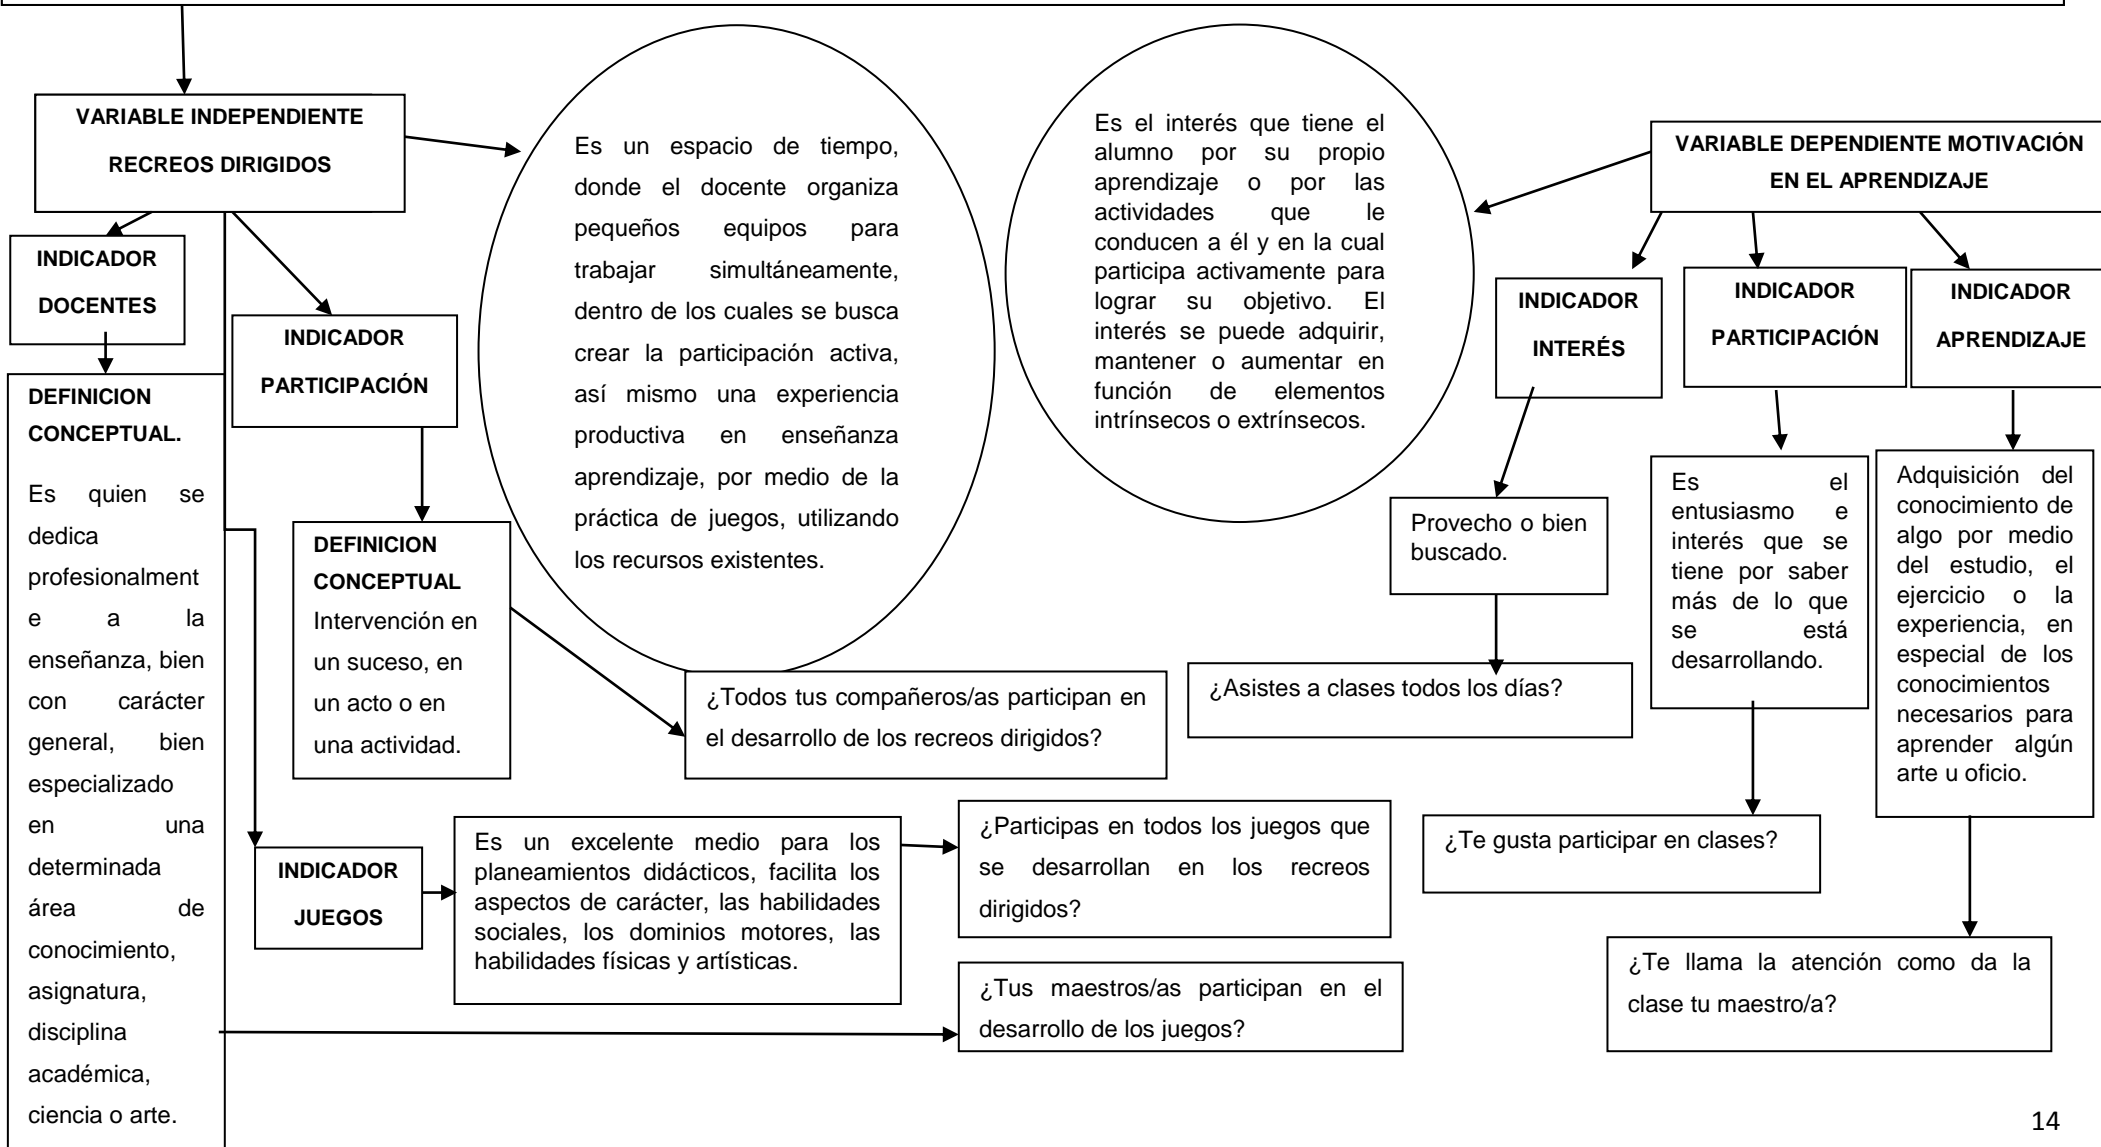 VARIABLE INDEPENDIENTE
RECREOS DIRIGIDOS
INDICADOR
DOCENTES
DEFINICION
CONCEPTUAL.
Es quien se
dedica
profesionalment
e a la
enseñanza, bien
con carácter
general, bien
especializado
en una
determinada
área de
conocimiento,
asignatura,
disciplina
académica,
ciencia o arte.
INDICADOR
PARTICIPACIÓN
DEFINICION
CONCEPTUAL
Intervención en
un suceso, en
un acto o en
una actividad.
INDICADOR
JUEGOS
Es un espacio de tiempo,
donde el docente organiza
pequeños equipos para
trabajar simultáneamente,
dentro de los cuales se busca
crear la participación activa,
así mismo una experiencia
productiva en enseñanza
aprendizaje, por medio de la
práctica de juegos, utilizando
los recursos existentes.
¿Todos tus compañeros/as participan en
el desarrollo de los recreos dirigidos?
Es un excelente medio para los
planeamientos didácticos, facilita los
aspectos de carácter, las habilidades
sociales, los dominios motores, las
habilidades físicas y artísticas.
¿Participas en todos los juegos que
se desarrollan en los recreos
dirigidos?
¿Tus maestros/as participan en el
desarrollo de los juegos?
Es el interés que tiene el
alumno por su propio
aprendizaje o por las
actividades que le
conducen a él y en la cual
participa activamente para
lograr su objetivo. El
interés se puede adquirir,
mantener o aumentar en
función de elementos
intrínsecos o extrínsecos.
VARIABLE DEPENDIENTE MOTIVACIÓN
EN EL APRENDIZAJE
INDICADOR
INTERÉS
INDICADOR
PARTICIPACIÓN
INDICADOR
APRENDIZAJE
Provecho o bien
buscado.
Es el
entusiasmo e
interés que se
tiene por saber
más de lo que
se está
desarrollando.
Adquisición del
conocimiento de
algo por medio
del estudio, el
ejercicio o la
experiencia, en
especial de los
conocimientos
necesarios para
aprender algún
arte u oficio.
¿Asistes a clases todos los días?
¿Te gusta participar en clases?
¿Te llama la atención como da la
clase tu maestro/a?
14